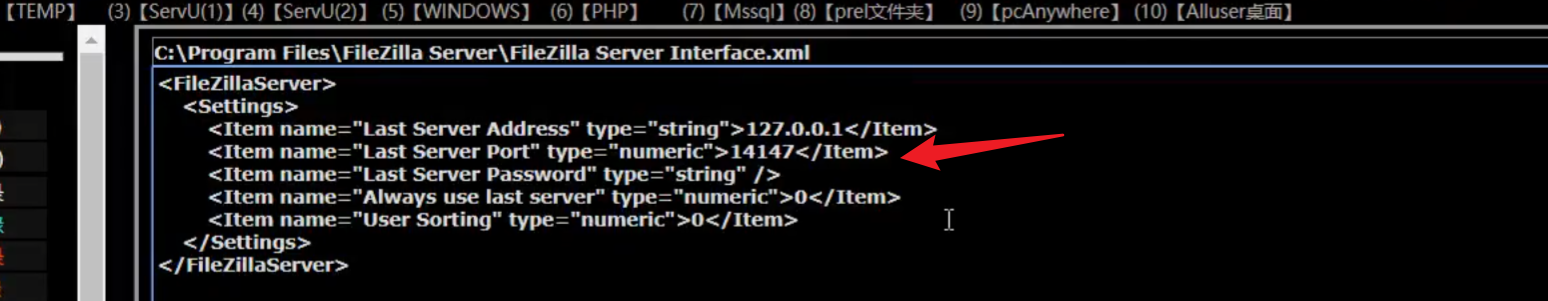 【TEMP】 (3)【ServU(1)】(4)【ServU(2)】 (5)【WINDOWS】 (6)【PHP】 (7)【Mssql】(8)【prel文件夹】 (9)【pcAnywhere】 (10)【Alluser桌面】
C:\Program Files\FileZilla Server\FileZilla Server Interface.xml
<FileZillaServer>
<Settings>
<Item name="Last Server Address" type="string">127.0.0.1</Item>
<Item name="Last Server Port" type="numeric">14147</Item>
<Item name="Last Server Password" type="string" />
<Item name="Always use last server" type="numeric">0</Item>
<Item name="User Sorting" type="numeric">0</Item>
</Settings>
</FileZillaServer>